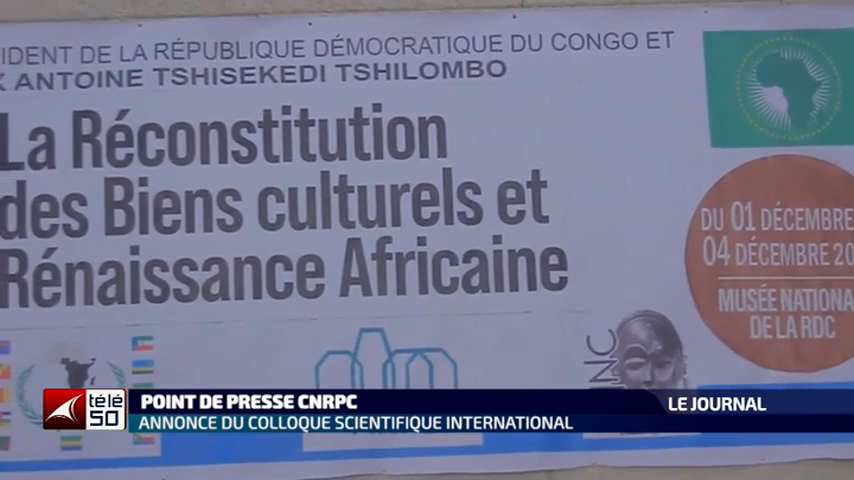 SIDENT DE LA RÉPUBLIQUE DÉMOCRATIQUE DU CONGO ET
X ANTOINE TSHISEKEDI TSHILOMBO
La Réconstitution
des Biens culturels et
Rénaissance Africaine
DU 01 DÉCEMBRE
04 DÉCEMBRE 20
MUSÉE NATIONA
DE LA RDC
NC
télé
50
POINT DE PRESSE CNRPC
LE JOURNAL
ANNONCE DU COLLOQUE SCIENTIFIQUE INTERNATIONAL